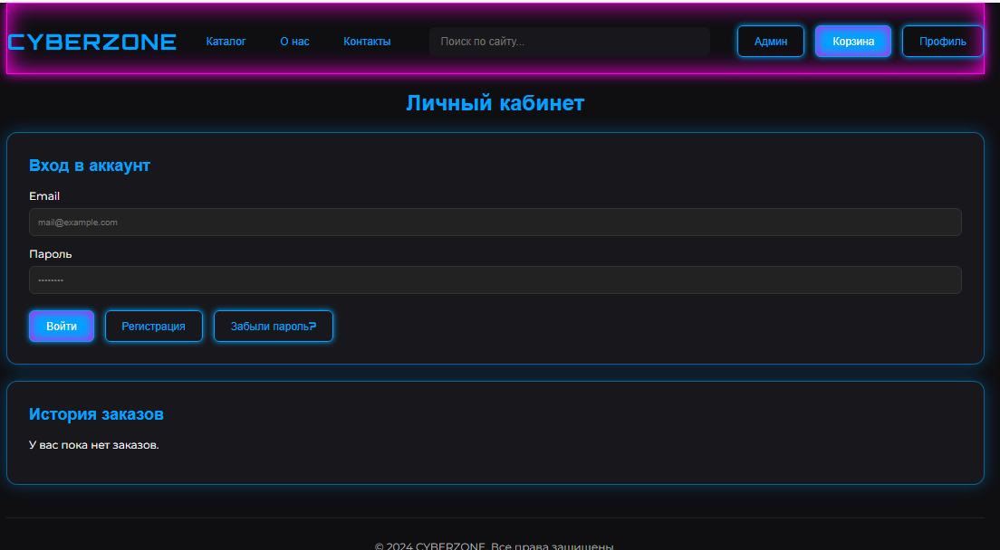 CYBERZONE Каталог О нас Контакты Поиск по сайту... Админ Корзина Профиль
Личный кабинет
Вход в аккаунт
Email
mail@example.com
Пароль
••••••••
Войти Регистрация Забыли пароль?
История заказов
У вас пока нет заказов.
© 2024 CYBERZONE. Все права защищены.